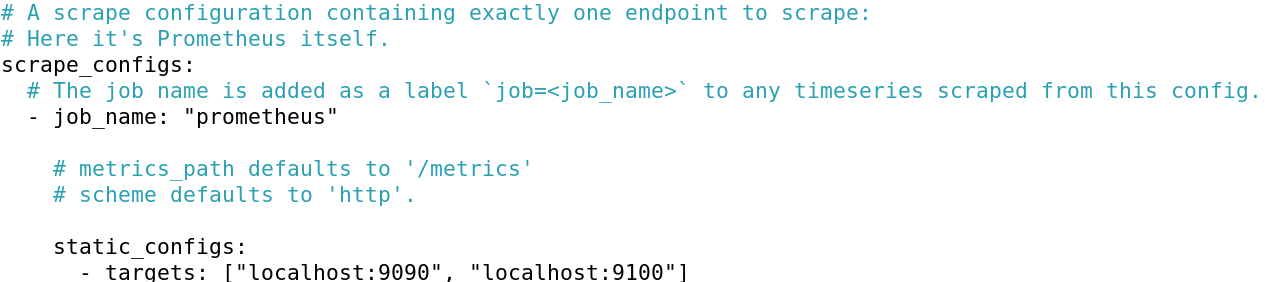 # A scrape configuration containing exactly one endpoint to scrape:
# Here it's Prometheus itself.
scrape_configs:
  # The job name is added as a label `job=<job_name>` to any timeseries scraped from this config.
  - job_name: "prometheus"

    # metrics_path defaults to '/metrics'
    # scheme defaults to 'http'.

    static_configs:
      - targets: ["localhost:9090", "localhost:9100"]